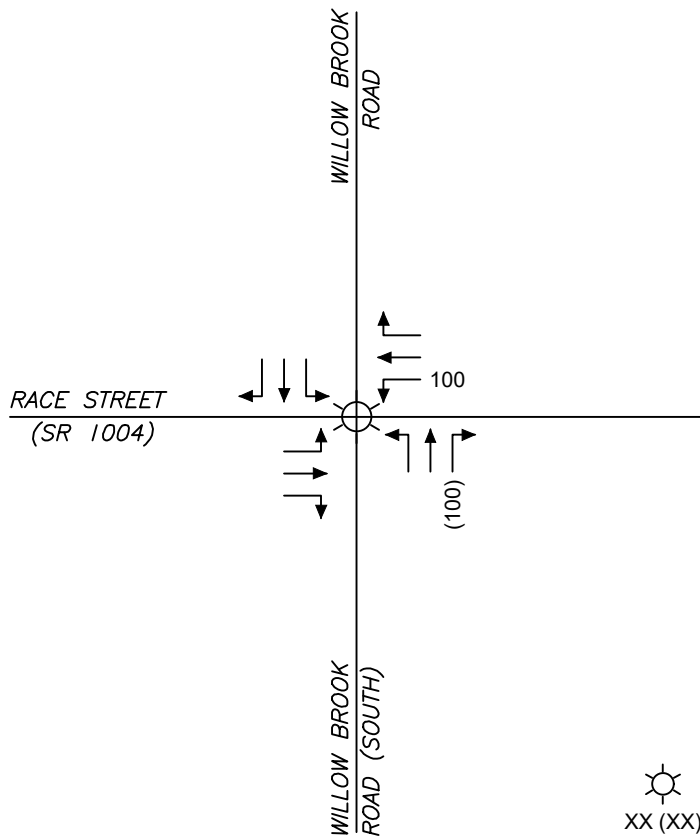 WILLOW BROOK
ROAD
100
RACE STREET
(SR 1004)
(100)
WILLOW BROOK
ROAD (SOUTH)
XX (XX)